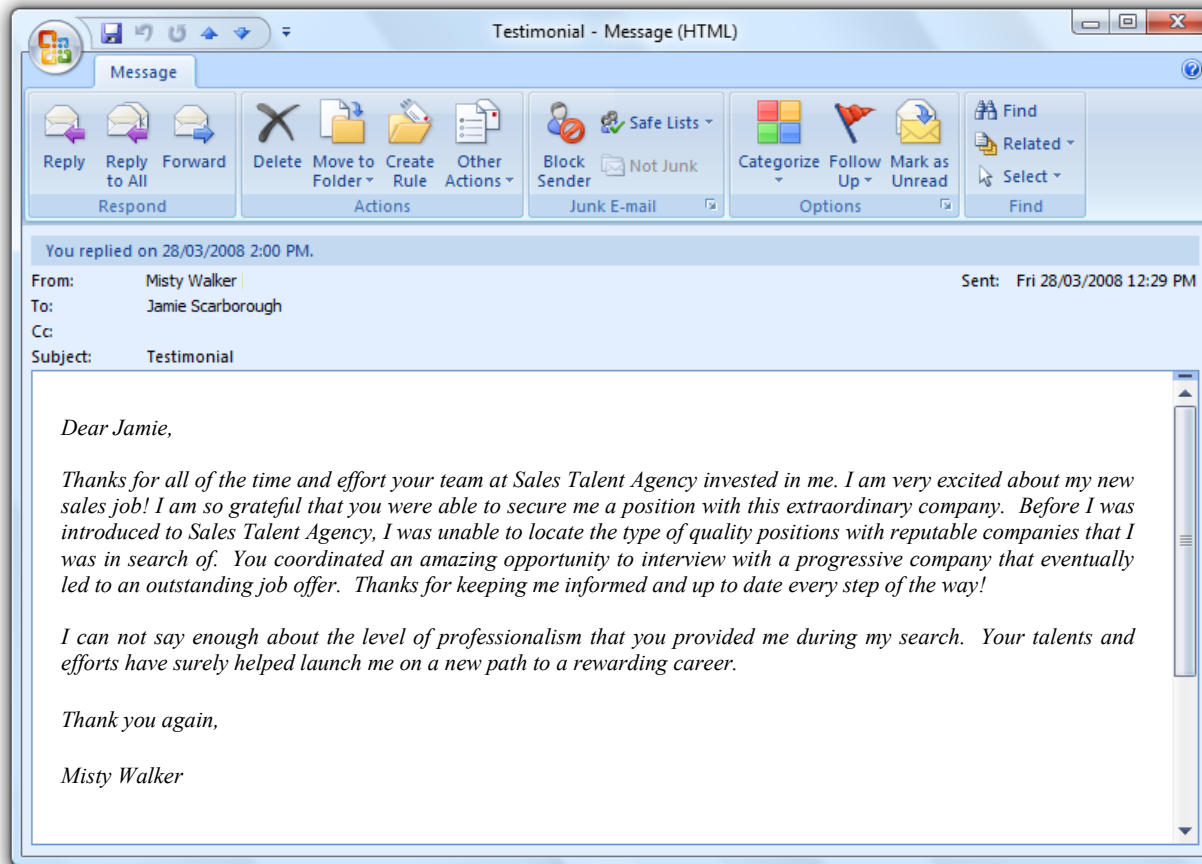 Testimonial - Message (HTML)
Message
Reply
Reply to All
Forward
Respond
Delete
Move to Folder
Create Rule
Other Actions
Actions
Block Sender
Safe Lists
Not Junk
Junk E-mail
Categorize
Follow Up
Mark as Unread
Options
Find
Related
Select
Find
You replied on 28/03/2008 2:00 PM.
From: Misty Walker
Sent: Fri 28/03/2008 12:29 PM
To: Jamie Scarborough
Cc:
Subject: Testimonial
Dear Jamie,
Thanks for all of the time and effort your team at Sales Talent Agency invested in me. I am very excited about my new
sales job! I am so grateful that you were able to secure me a position with this extraordinary company. Before I was
introduced to Sales Talent Agency, I was unable to locate the type of quality positions with reputable companies that I
was in search of. You coordinated an amazing opportunity to interview with a progressive company that eventually
led to an outstanding job offer. Thanks for keeping me informed and up to date every step of the way!
I can not say enough about the level of professionalism that you provided me during my search. Your talents and
efforts have surely helped launch me on a new path to a rewarding career.
Thank you again,
Misty Walker